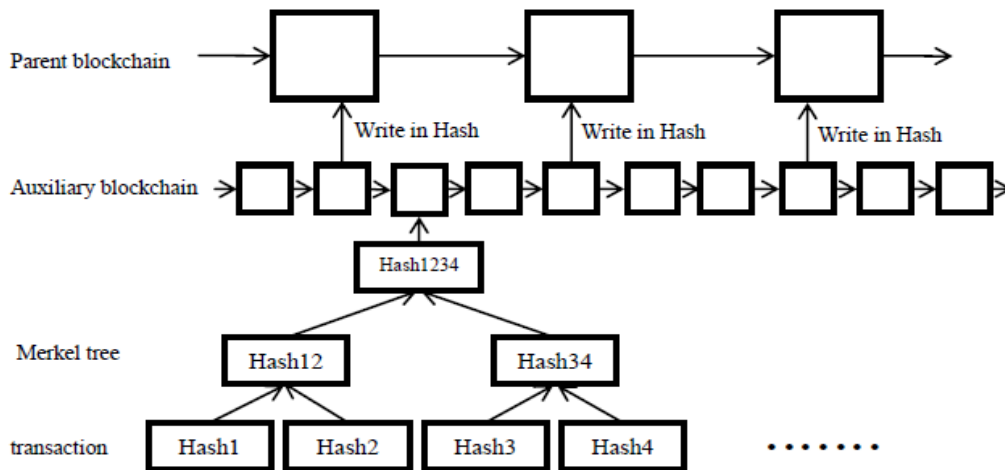 Parent blockchain
Write in Hash
Write in Hash
Write in Hash
Auxiliary blockchain
Hash1234
Merkel tree
Hash12
Hash34
transaction
Hash1
Hash2
Hash3
Hash4
.......